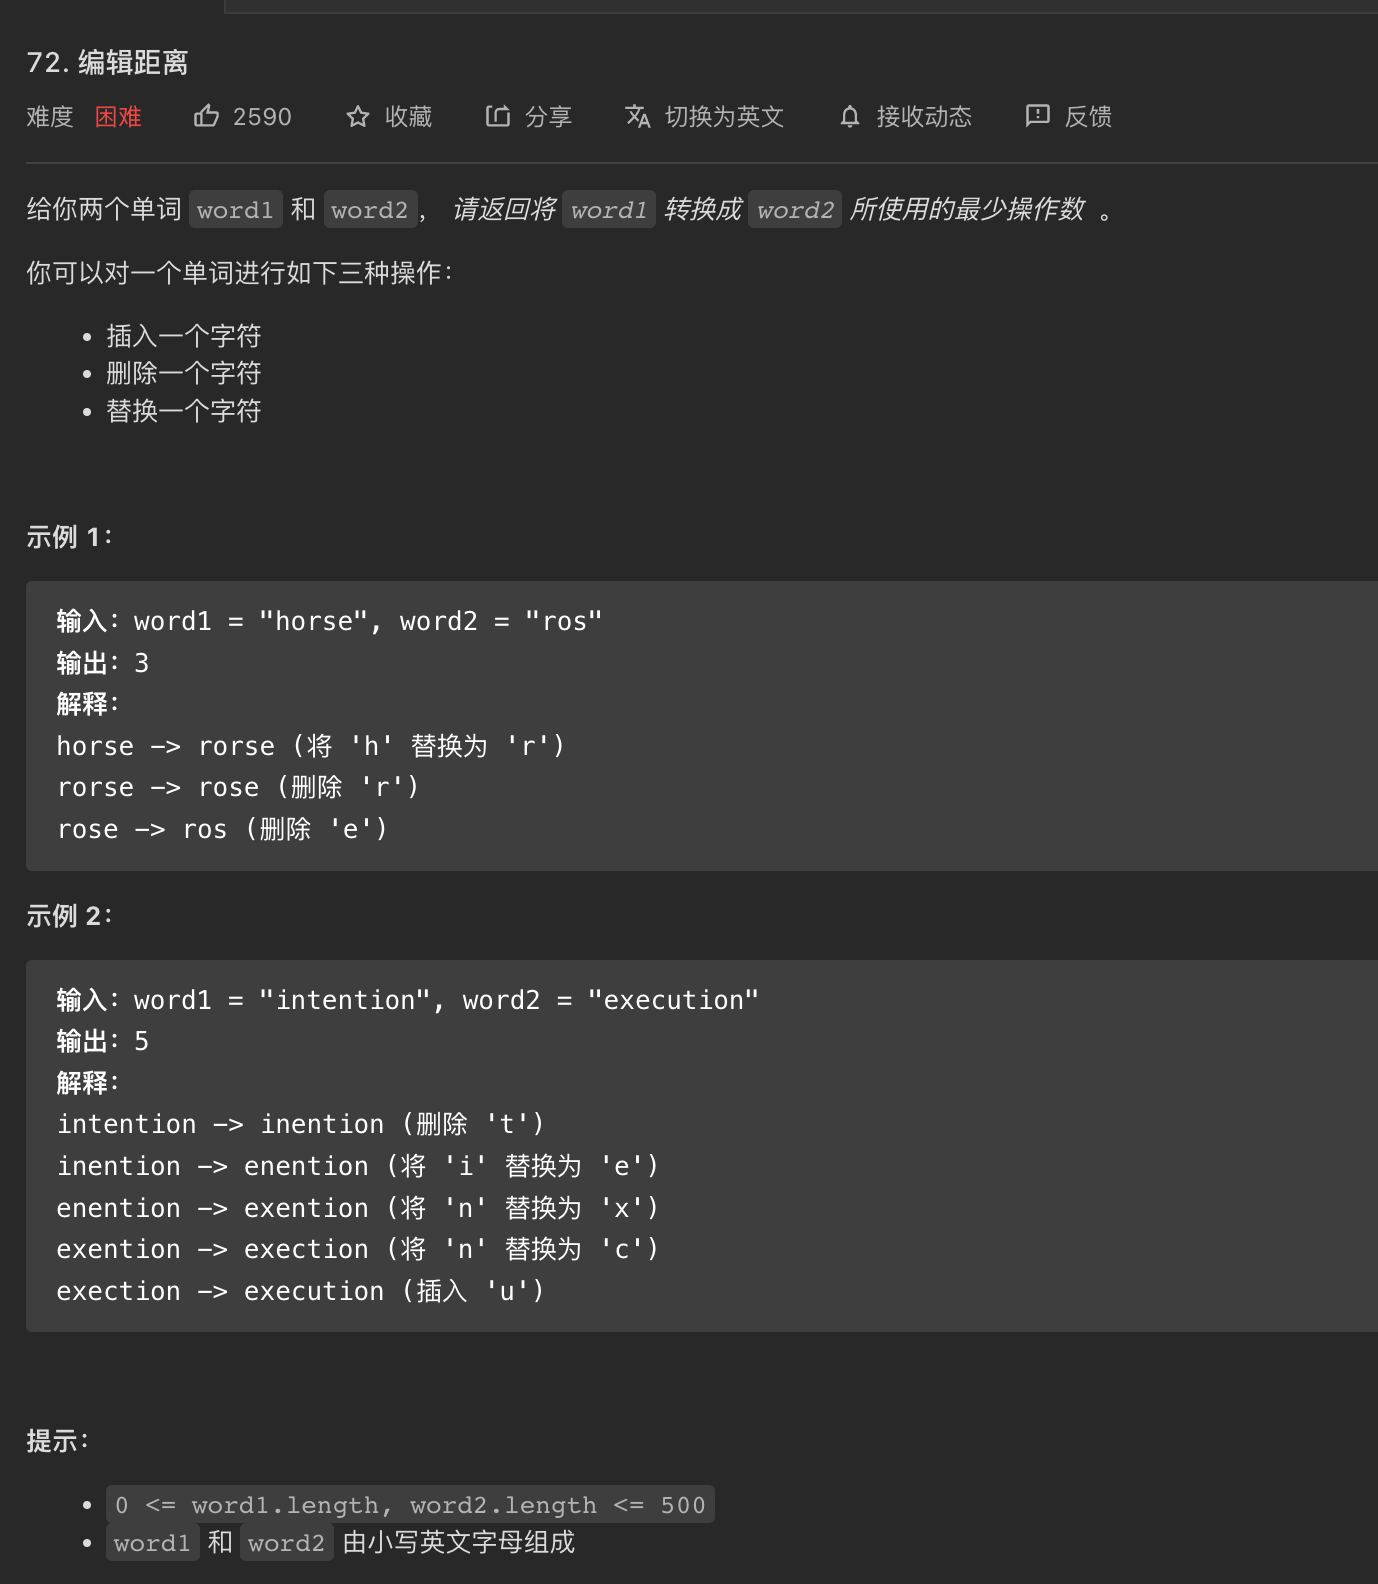 72. 编辑距离
难度 困难 2590 收藏 分享 切换为英文 接收动态 反馈
给你两个单词 word1 和 word2， 请返回将 word1 转换成 word2 所使用的最少操作数 。
你可以对一个单词进行如下三种操作：
• 插入一个字符
• 删除一个字符
• 替换一个字符
示例 1：
输入：word1 = "horse", word2 = "ros"
输出：3
解释：
horse -> rorse (将 'h' 替换为 'r')
rorse -> rose (删除 'r')
rose -> ros (删除 'e')
示例 2：
输入：word1 = "intention", word2 = "execution"
输出：5
解释：
intention -> inention (删除 't')
inention -> enention (将 'i' 替换为 'e')
enention -> exention (将 'n' 替换为 'x')
exention -> exection (将 'n' 替换为 'c')
exection -> execution (插入 'u')
提示：
• 0 <= word1.length, word2.length <= 500
• word1 和 word2 由小写英文字母组成